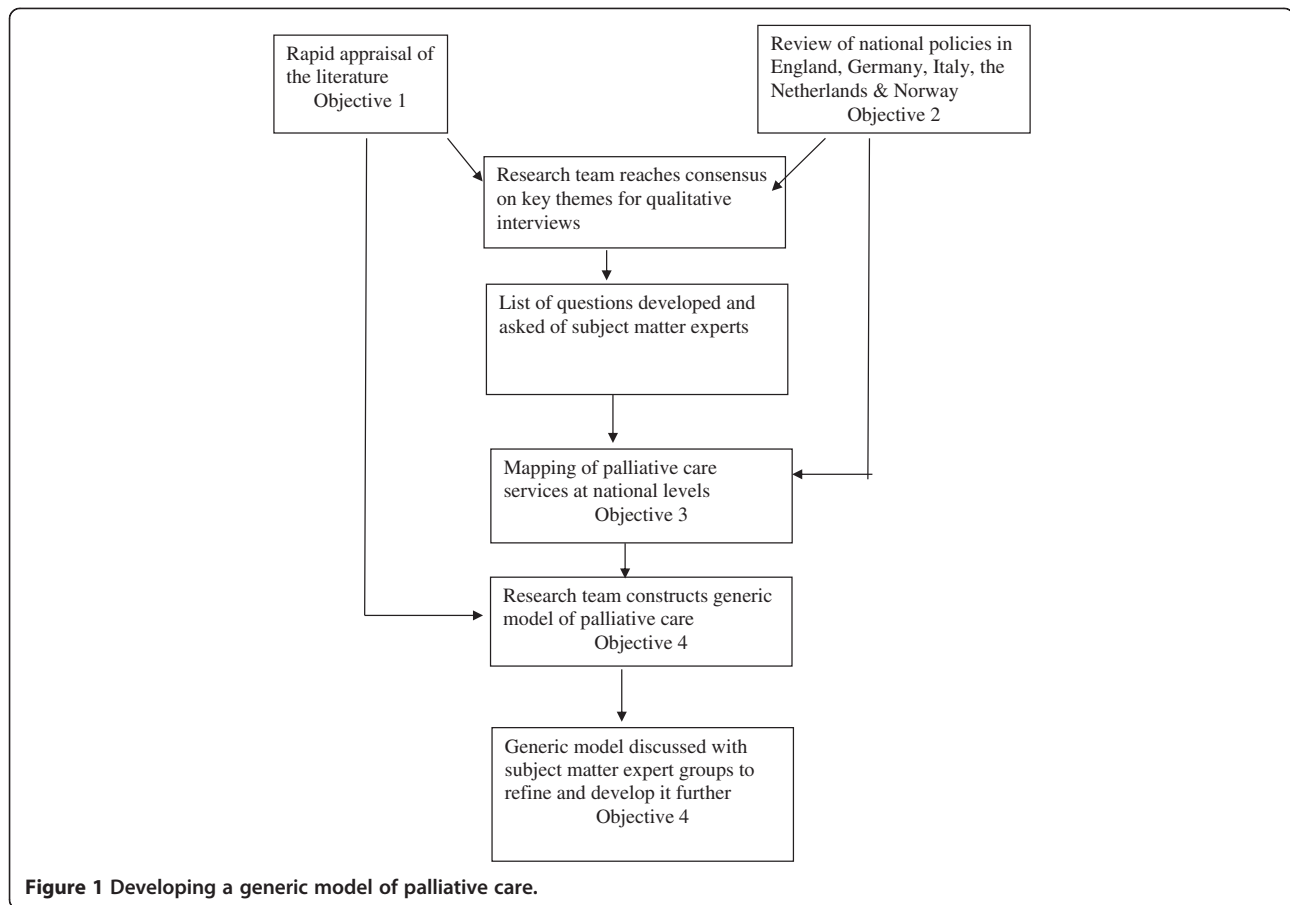 Rapid appraisal of
the literature
Objective 1
Review of national policies in
England, Germany, Italy, the
Netherlands & Norway
Objective 2
Research team reaches consensus
on key themes for qualitative
interviews
List of questions developed and
asked of subject matter experts
Mapping of palliative care
services at national levels
Objective 3
Research team constructs generic
model of palliative care
Objective 4
Generic model discussed with
subject matter expert groups to
refine and develop it further
Objective 4
Figure 1 Developing a generic model of palliative care.